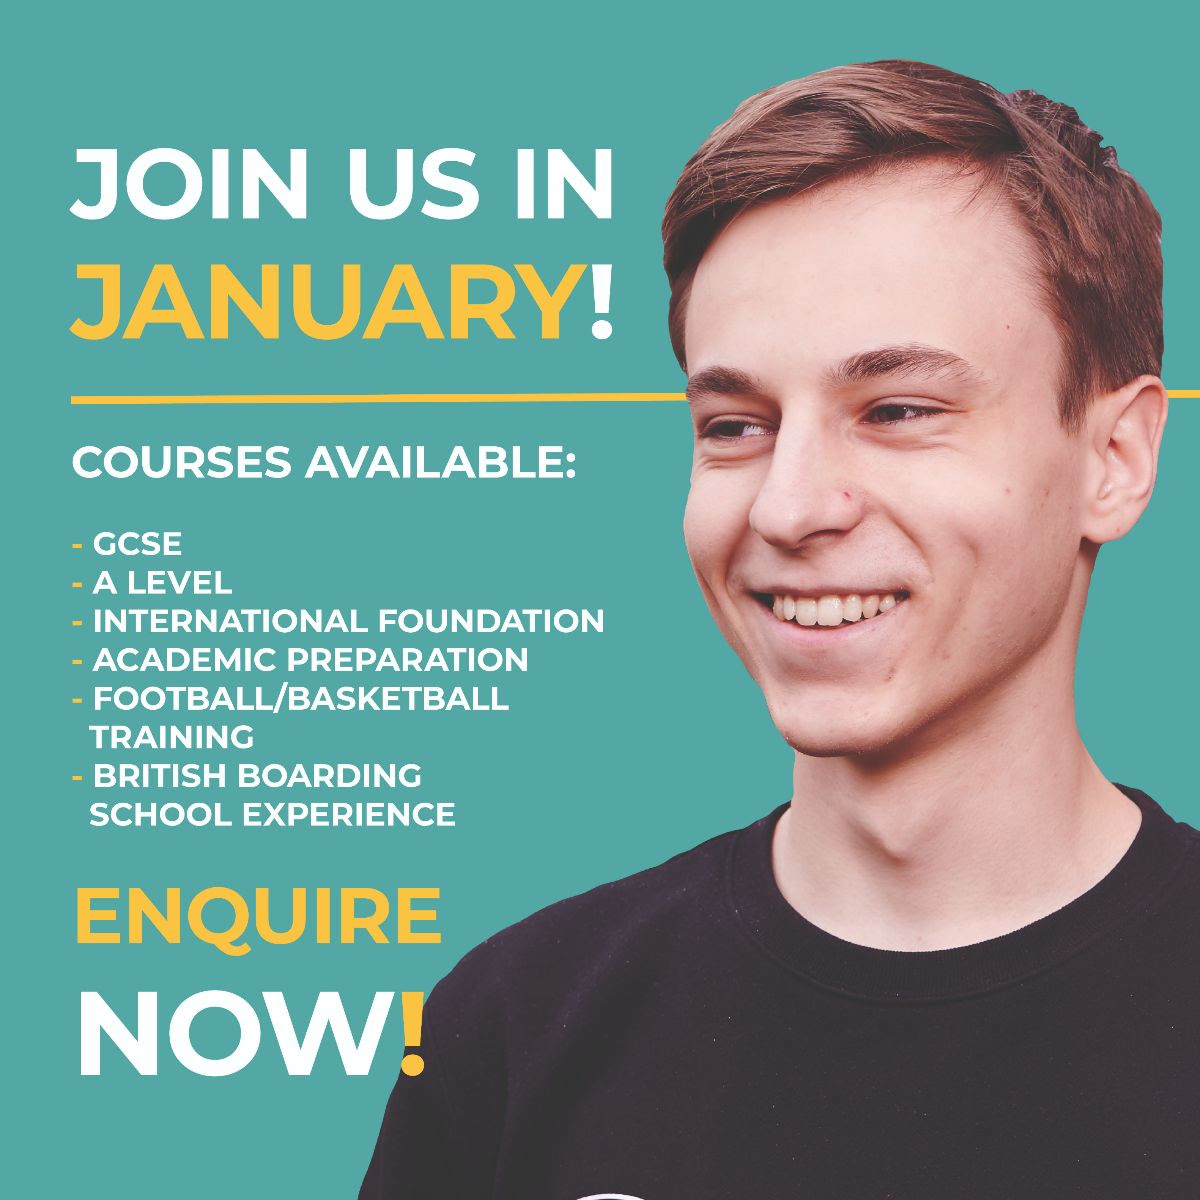 JOIN US IN
JANUARY!
COURSES AVAILABLE:
- GCSE
- A LEVEL
- INTERNATIONAL FOUNDATION
- ACADEMIC PREPARATION
- FOOTBALL/BASKETBALL
TRAINING
- BRITISH BOARDING
SCHOOL EXPERIENCE
ENQUIRE
NOW!